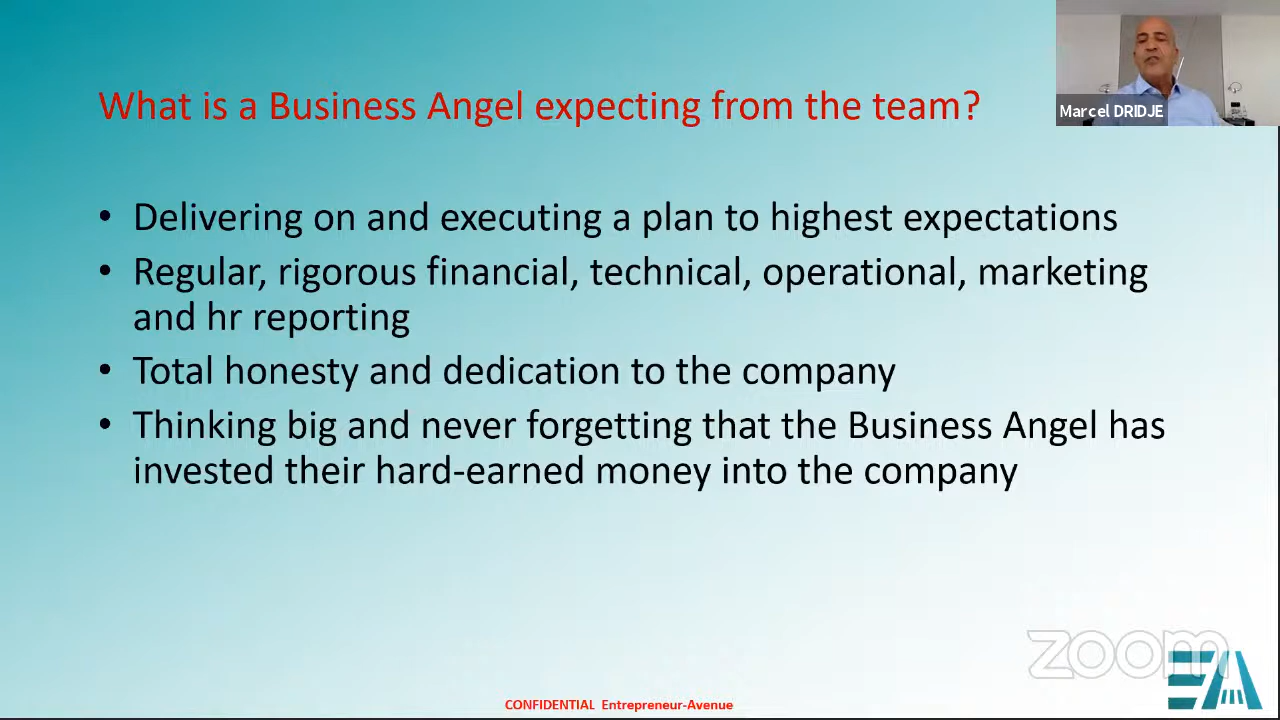 What is a Business Angel expecting from the team?
Marcel DRIDJE
• Delivering on and executing a plan to highest expectations
• Regular, rigorous financial, technical, operational, marketing
and hr reporting
• Total honesty and dedication to the company
• Thinking big and never forgetting that the Business Angel has
invested their hard-earned money into the company
zoom
EA
CONFIDENTIAL Entrepreneur-Avenue